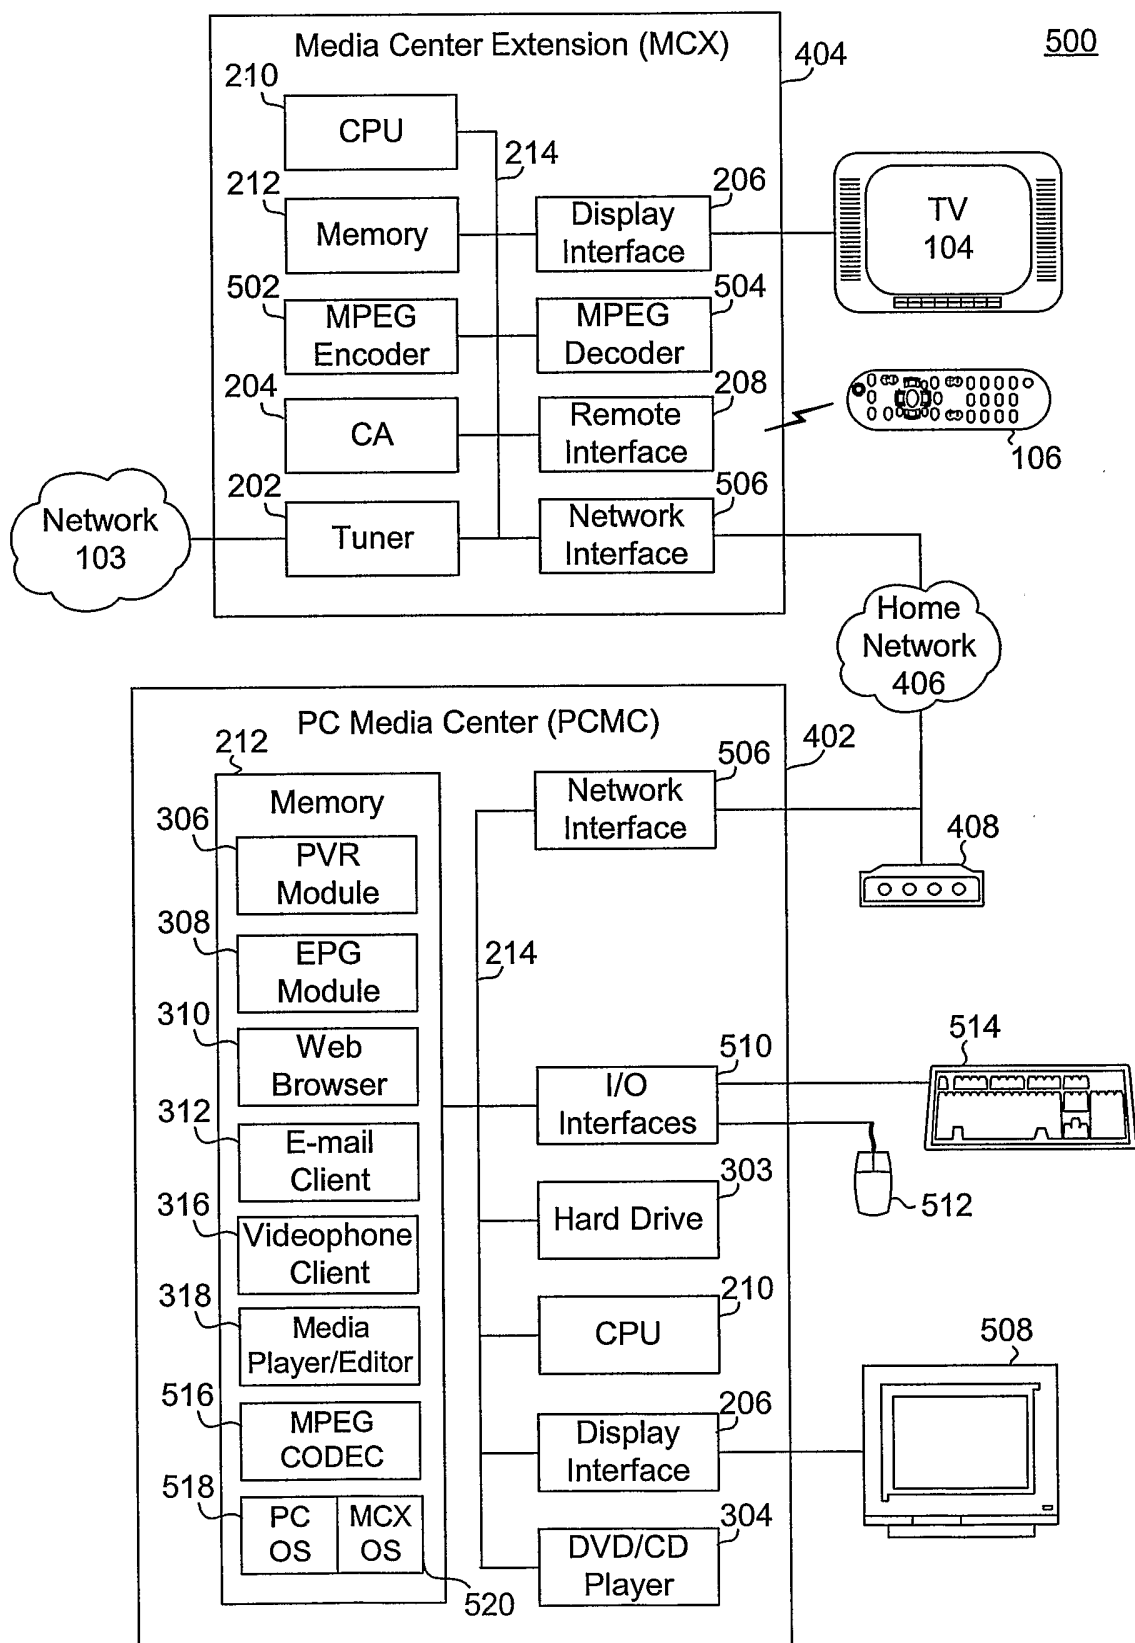 Media Center Extension (MCX)
500
404
210
CPU
214
212
Memory
206
Display
Interface
TV
104
502
MPEG
Encoder
504
MPEG
Decoder
204
CA
208
Remote
Interface
106
202
Tuner
506
Network
Interface
Network
103
Home
Network
406
PC Media Center (PCMC)
402
212
Memory
506
Network
Interface
306
PVR
Module
408
308
EPG
Module
214
310
Web
Browser
510
I/O
Interfaces
514
312
E-mail
Client
512
303
Hard Drive
316
Videophone
Client
210
CPU
318
Media
Player/Editor
508
516
MPEG
CODEC
206
Display
Interface
518
PC
OS
MCX
OS
520
304
DVD/CD
Player